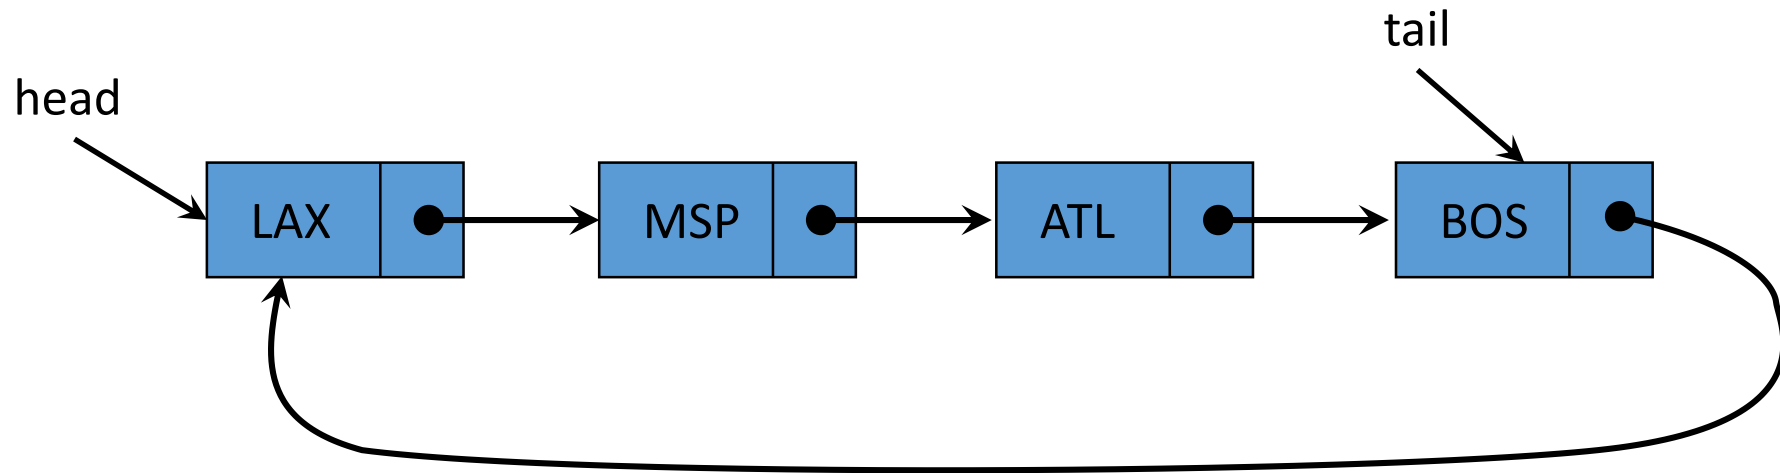 tail
head
LAX
MSP
ATL
BOS